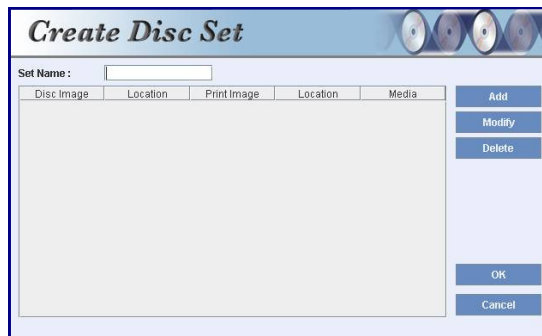 Create Disc Set
Set Name :
Disc Image Location Print Image Location Media
Add
Modify
Delete
OK
Cancel